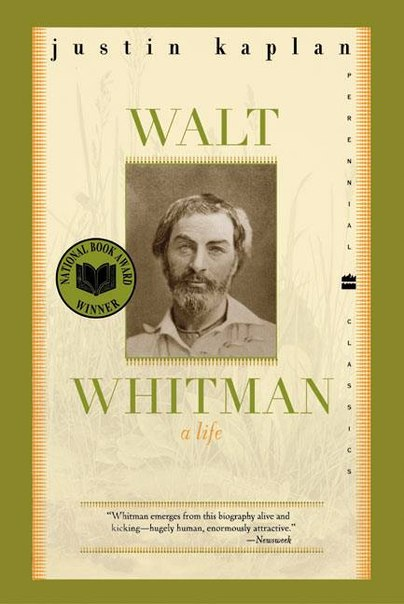 justin kaplan
PERENNIAL
CLASSICS
WALT
NATIONAL BOOK AWARD
WINNER
WHITMAN
a life
“Whitman emerges from this biography alive and
kicking—hugely human, enormously attractive.”
—Newsweek